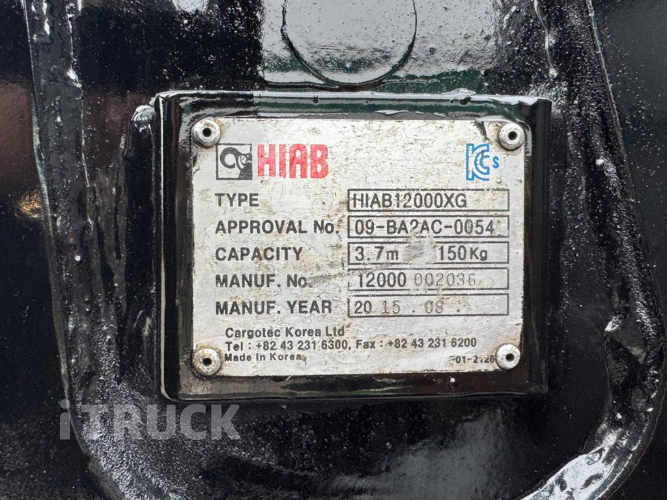 HIAB
KCs
TYPE HIAB12000XG
APPROVAL No. 09-BA2AC-0054
CAPACITY 3.7m 150Kg
MANUF. No. 12000 002036
MANUF. YEAR 20 15 . 08 .
Cargotec Korea Ltd
Tel : +82 43 231 6300, Fax : +82 43 231 6200
Made in Korea
iTRUCK